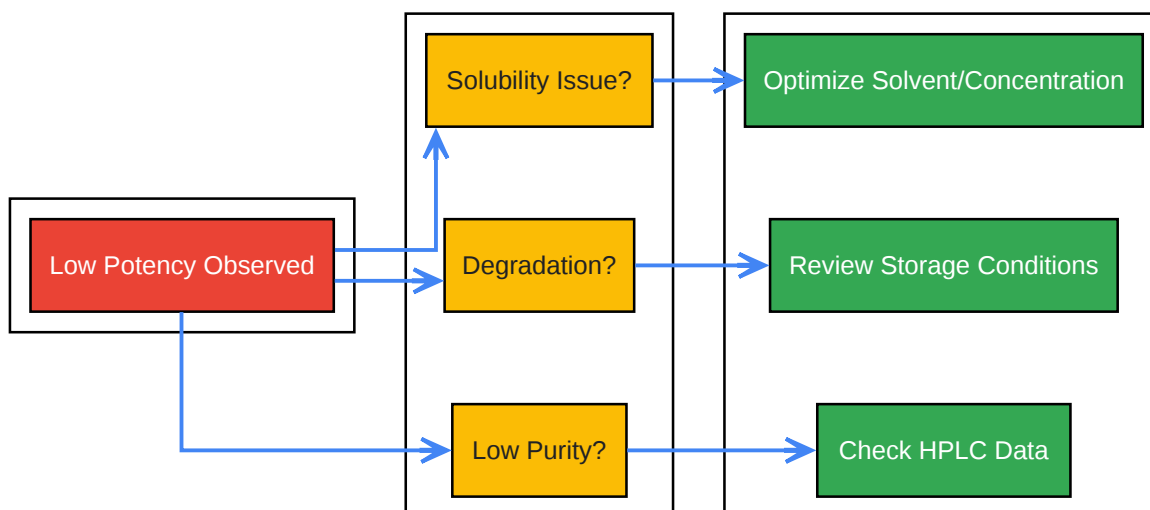 Solubility Issue?
Optimize Solvent/Concentration
Low Potency Observed
Degradation?
Review Storage Conditions
Low Purity?
Check HPLC Data